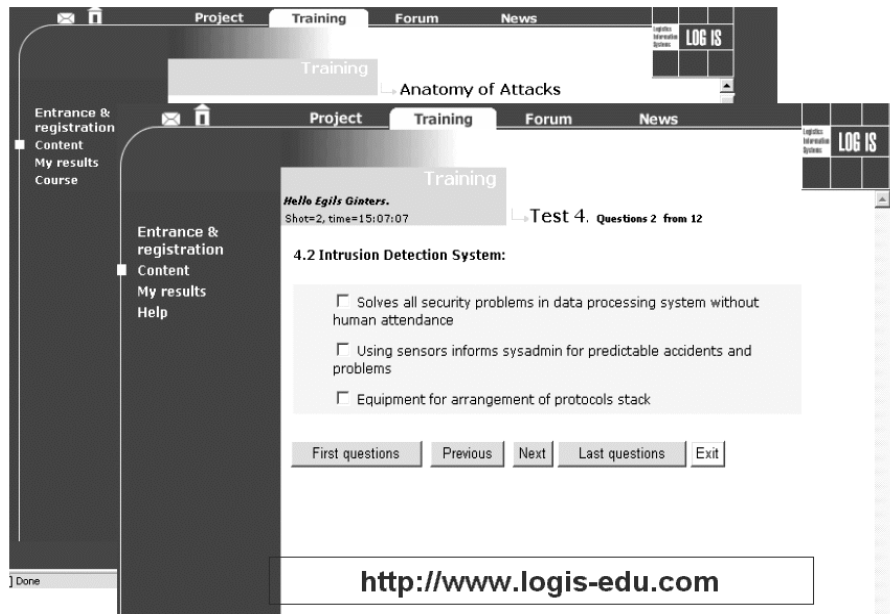 Project Training Forum News
Logistics
Information
Systems
LOG IS
Training
Anatomy of Attacks
Entrance &
registration
Content
My results
Course
Done
Project Training Forum News
Logistics
Information
Systems
LOG IS
Training
Hello Egils Ginters.
Shot=2, time=15:07:07
Test 4. Questions 2 from 12
Entrance &
registration
Content
My results
Help
4.2 Intrusion Detection System:
Solves all security problems in data processing system without
human attendance
Using sensors informs sysadmin for predictable accidents and
problems
Equipment for arrangement of protocols stack
First questions Previous Next Last questions Exit
http://www.logis-edu.com